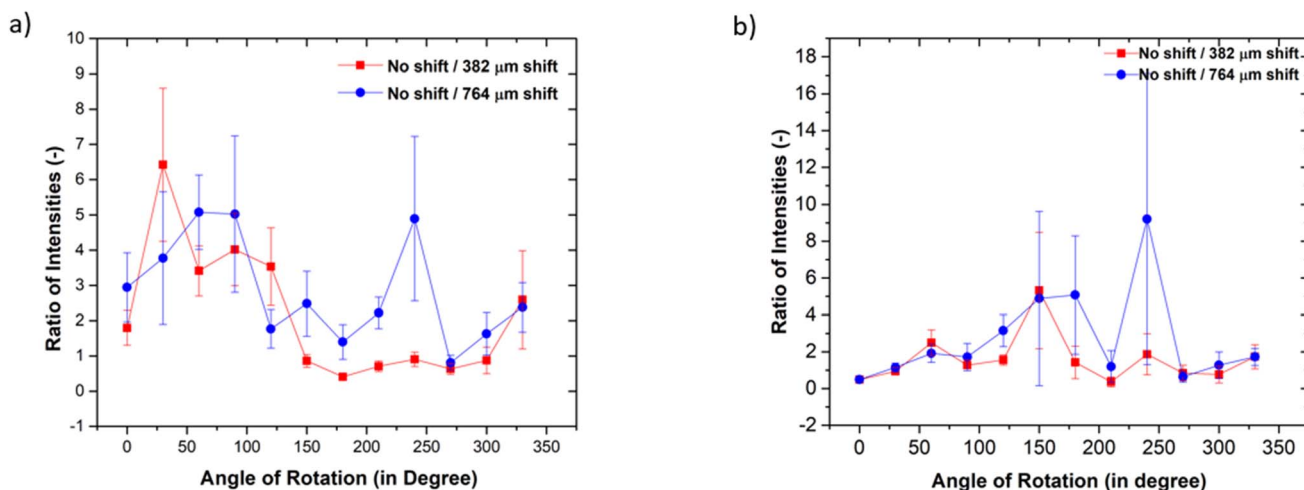 a)
10
9
8
7
6
5
4
3
2
1
0
-1
Ratio of Intensities (-)
No shift / 382 μm shift
No shift / 764 μm shift
0 50 100 150 200 250 300 350
Angle of Rotation (in Degree)
b)
18
16
14
12
10
8
6
4
2
0
-2
Ratio of Intensities (-)
No shift / 382 μm shift
No shift / 764 μm shift
0 50 100 150 200 250 300 350
Angle of Rotation (in degree)